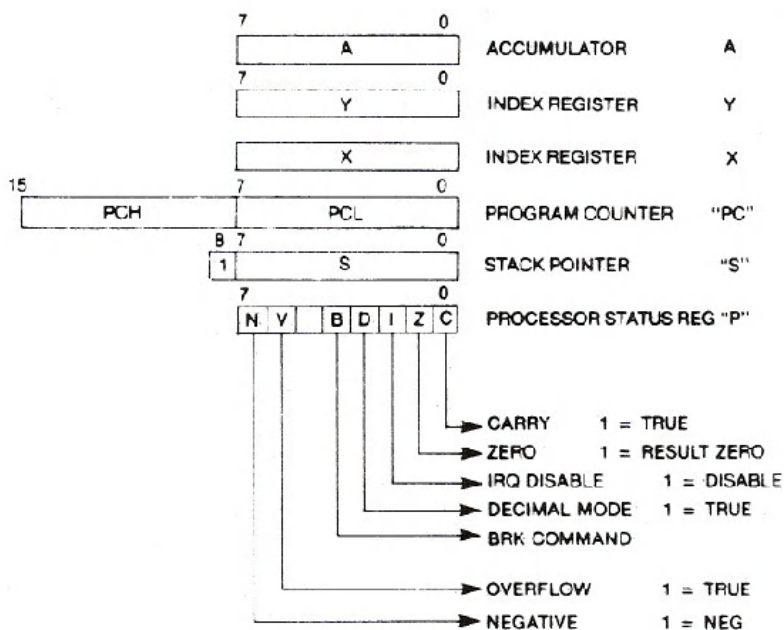 7 0
A ACCUMULATOR A
7 0
Y INDEX REGISTER Y
X INDEX REGISTER X
15 7 0
PCH PCL PROGRAM COUNTER "PC"
8 7 0
1 S STACK POINTER "S"
7 0
N V B D I Z C PROCESSOR STATUS REG "P"
CARRY 1 = TRUE
ZERO 1 = RESULT ZERO
IRQ DISABLE 1 = DISABLE
DECIMAL MODE 1 = TRUE
BRK COMMAND
OVERFLOW 1 = TRUE
NEGATIVE 1 = NEG